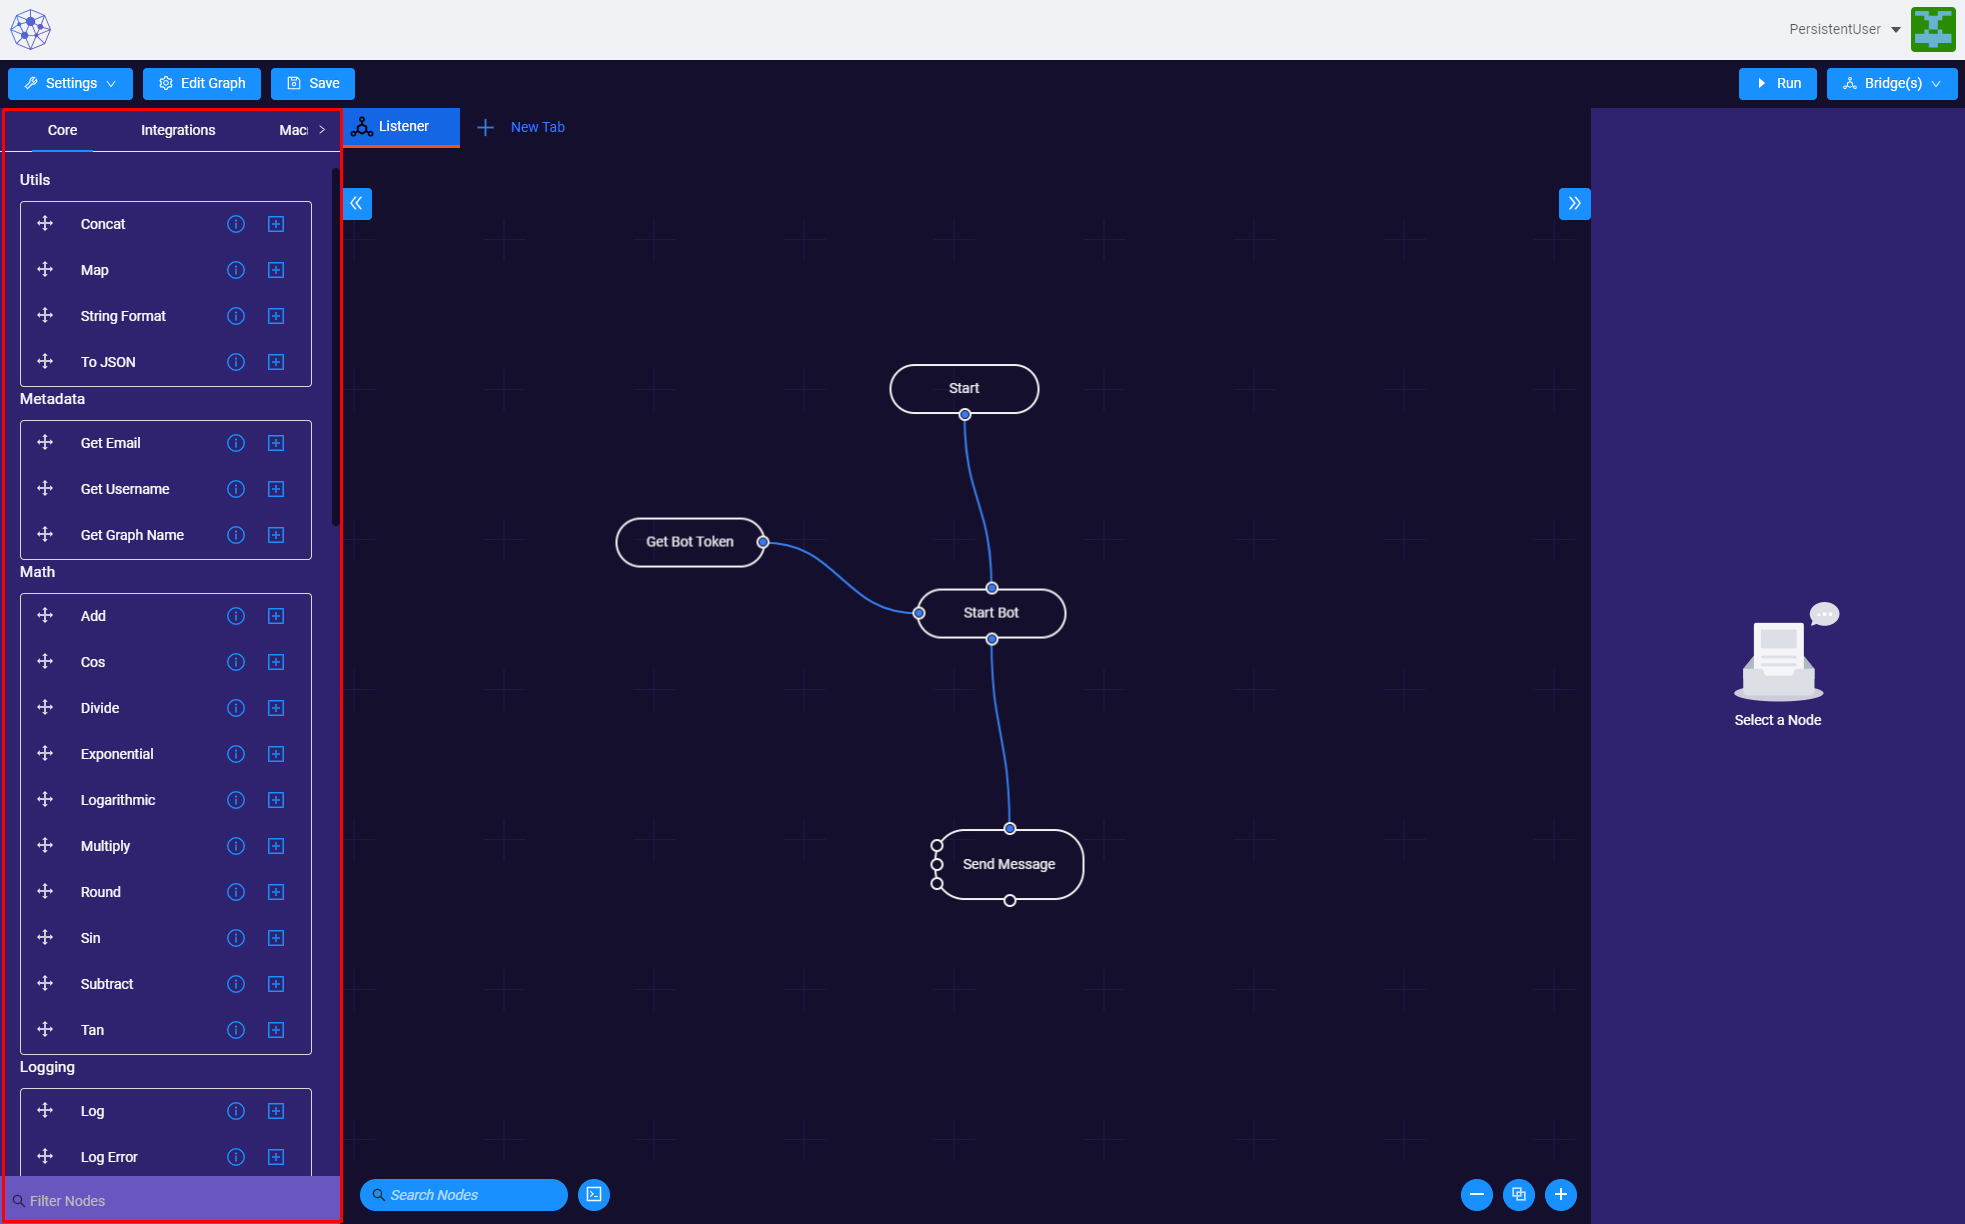 PersistentUser
Settings
Edit Graph
Save
Run
Bridge(s)
Core
Integrations
Mac
Listener
New Tab
Utils
Concat
Map
String Format
To JSON
Metadata
Get Email
Get Username
Get Graph Name
Math
Add
Cos
Divide
Exponential
Logarithmic
Multiply
Round
Sin
Subtract
Tan
Logging
Log
Log Error
Filter Nodes
Start
Get Bot Token
Start Bot
Send Message
Search Nodes
Select a Node